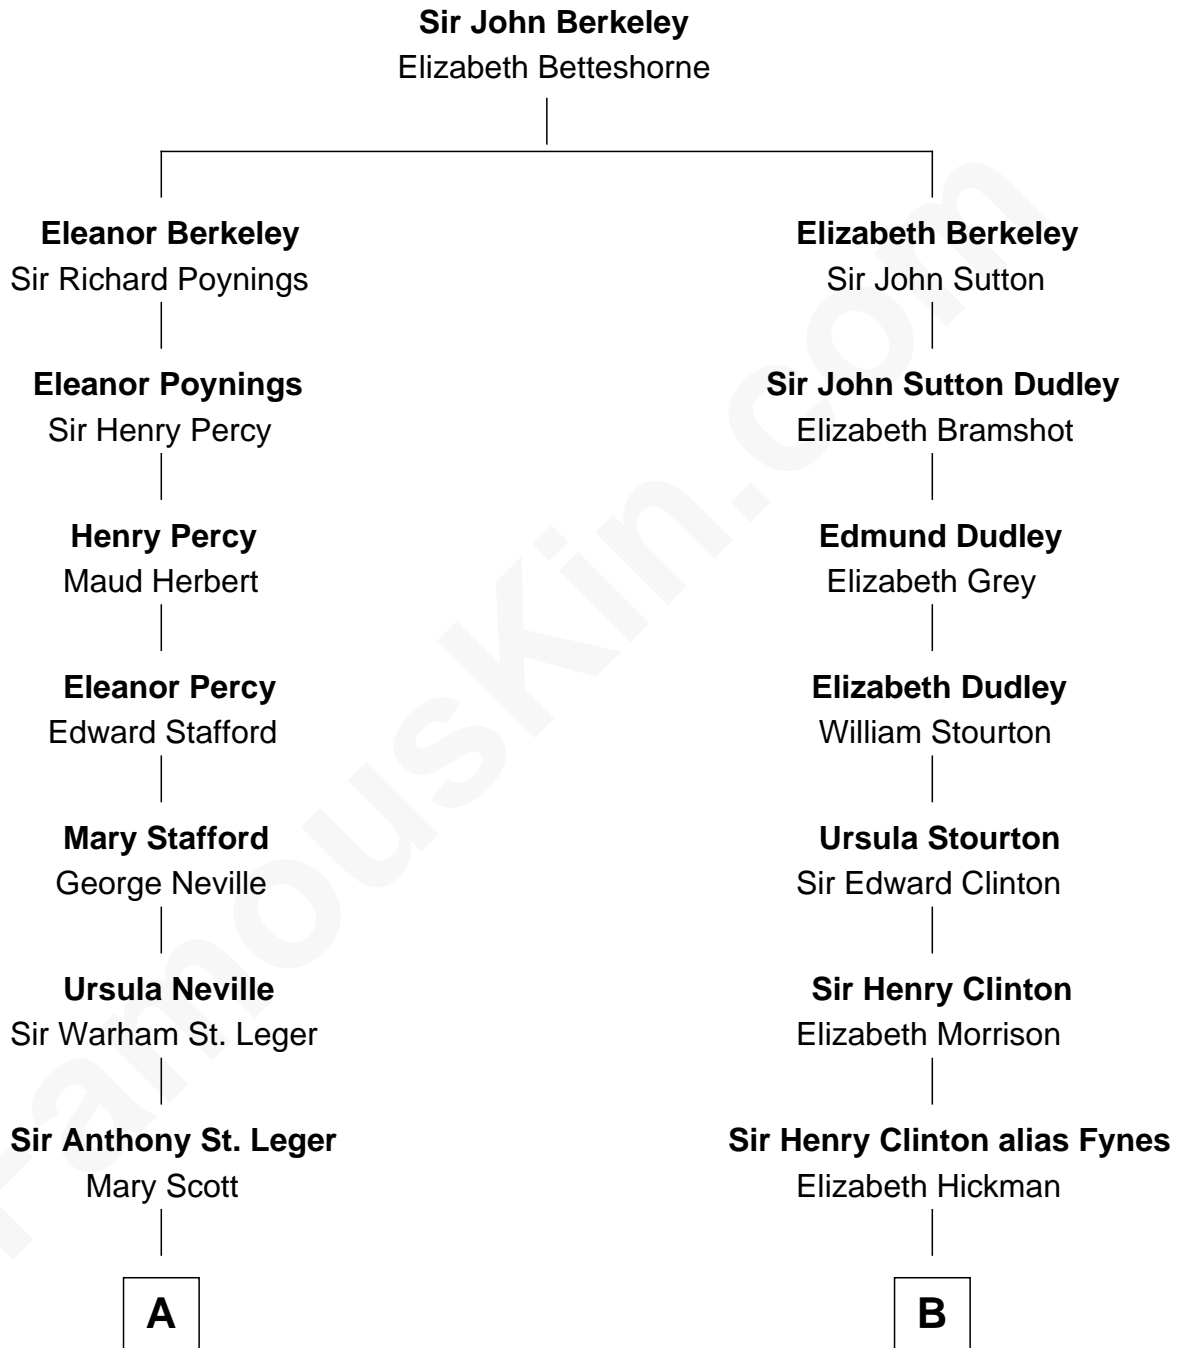 Sir John Berkeley
Elizabeth Betteshorne
Eleanor Berkeley
Sir Richard Poynings
Elizabeth Berkeley
Sir John Sutton
Eleanor Poynings
Sir Henry Percy
Sir John Sutton Dudley
Elizabeth Bramshot
Henry Percy
Maud Herbert
Edmund Dudley
Elizabeth Grey
Eleanor Percy
Edward Stafford
Elizabeth Dudley
William Stourton
Mary Stafford
George Neville
Ursula Stourton
Sir Edward Clinton
Ursula Neville
Sir Warham St. Leger
Sir Henry Clinton
Elizabeth Morrison
Sir Anthony St. Leger
Mary Scott
Sir Henry Clinton alias Fynes
Elizabeth Hickman
A
B
FamousKin.com